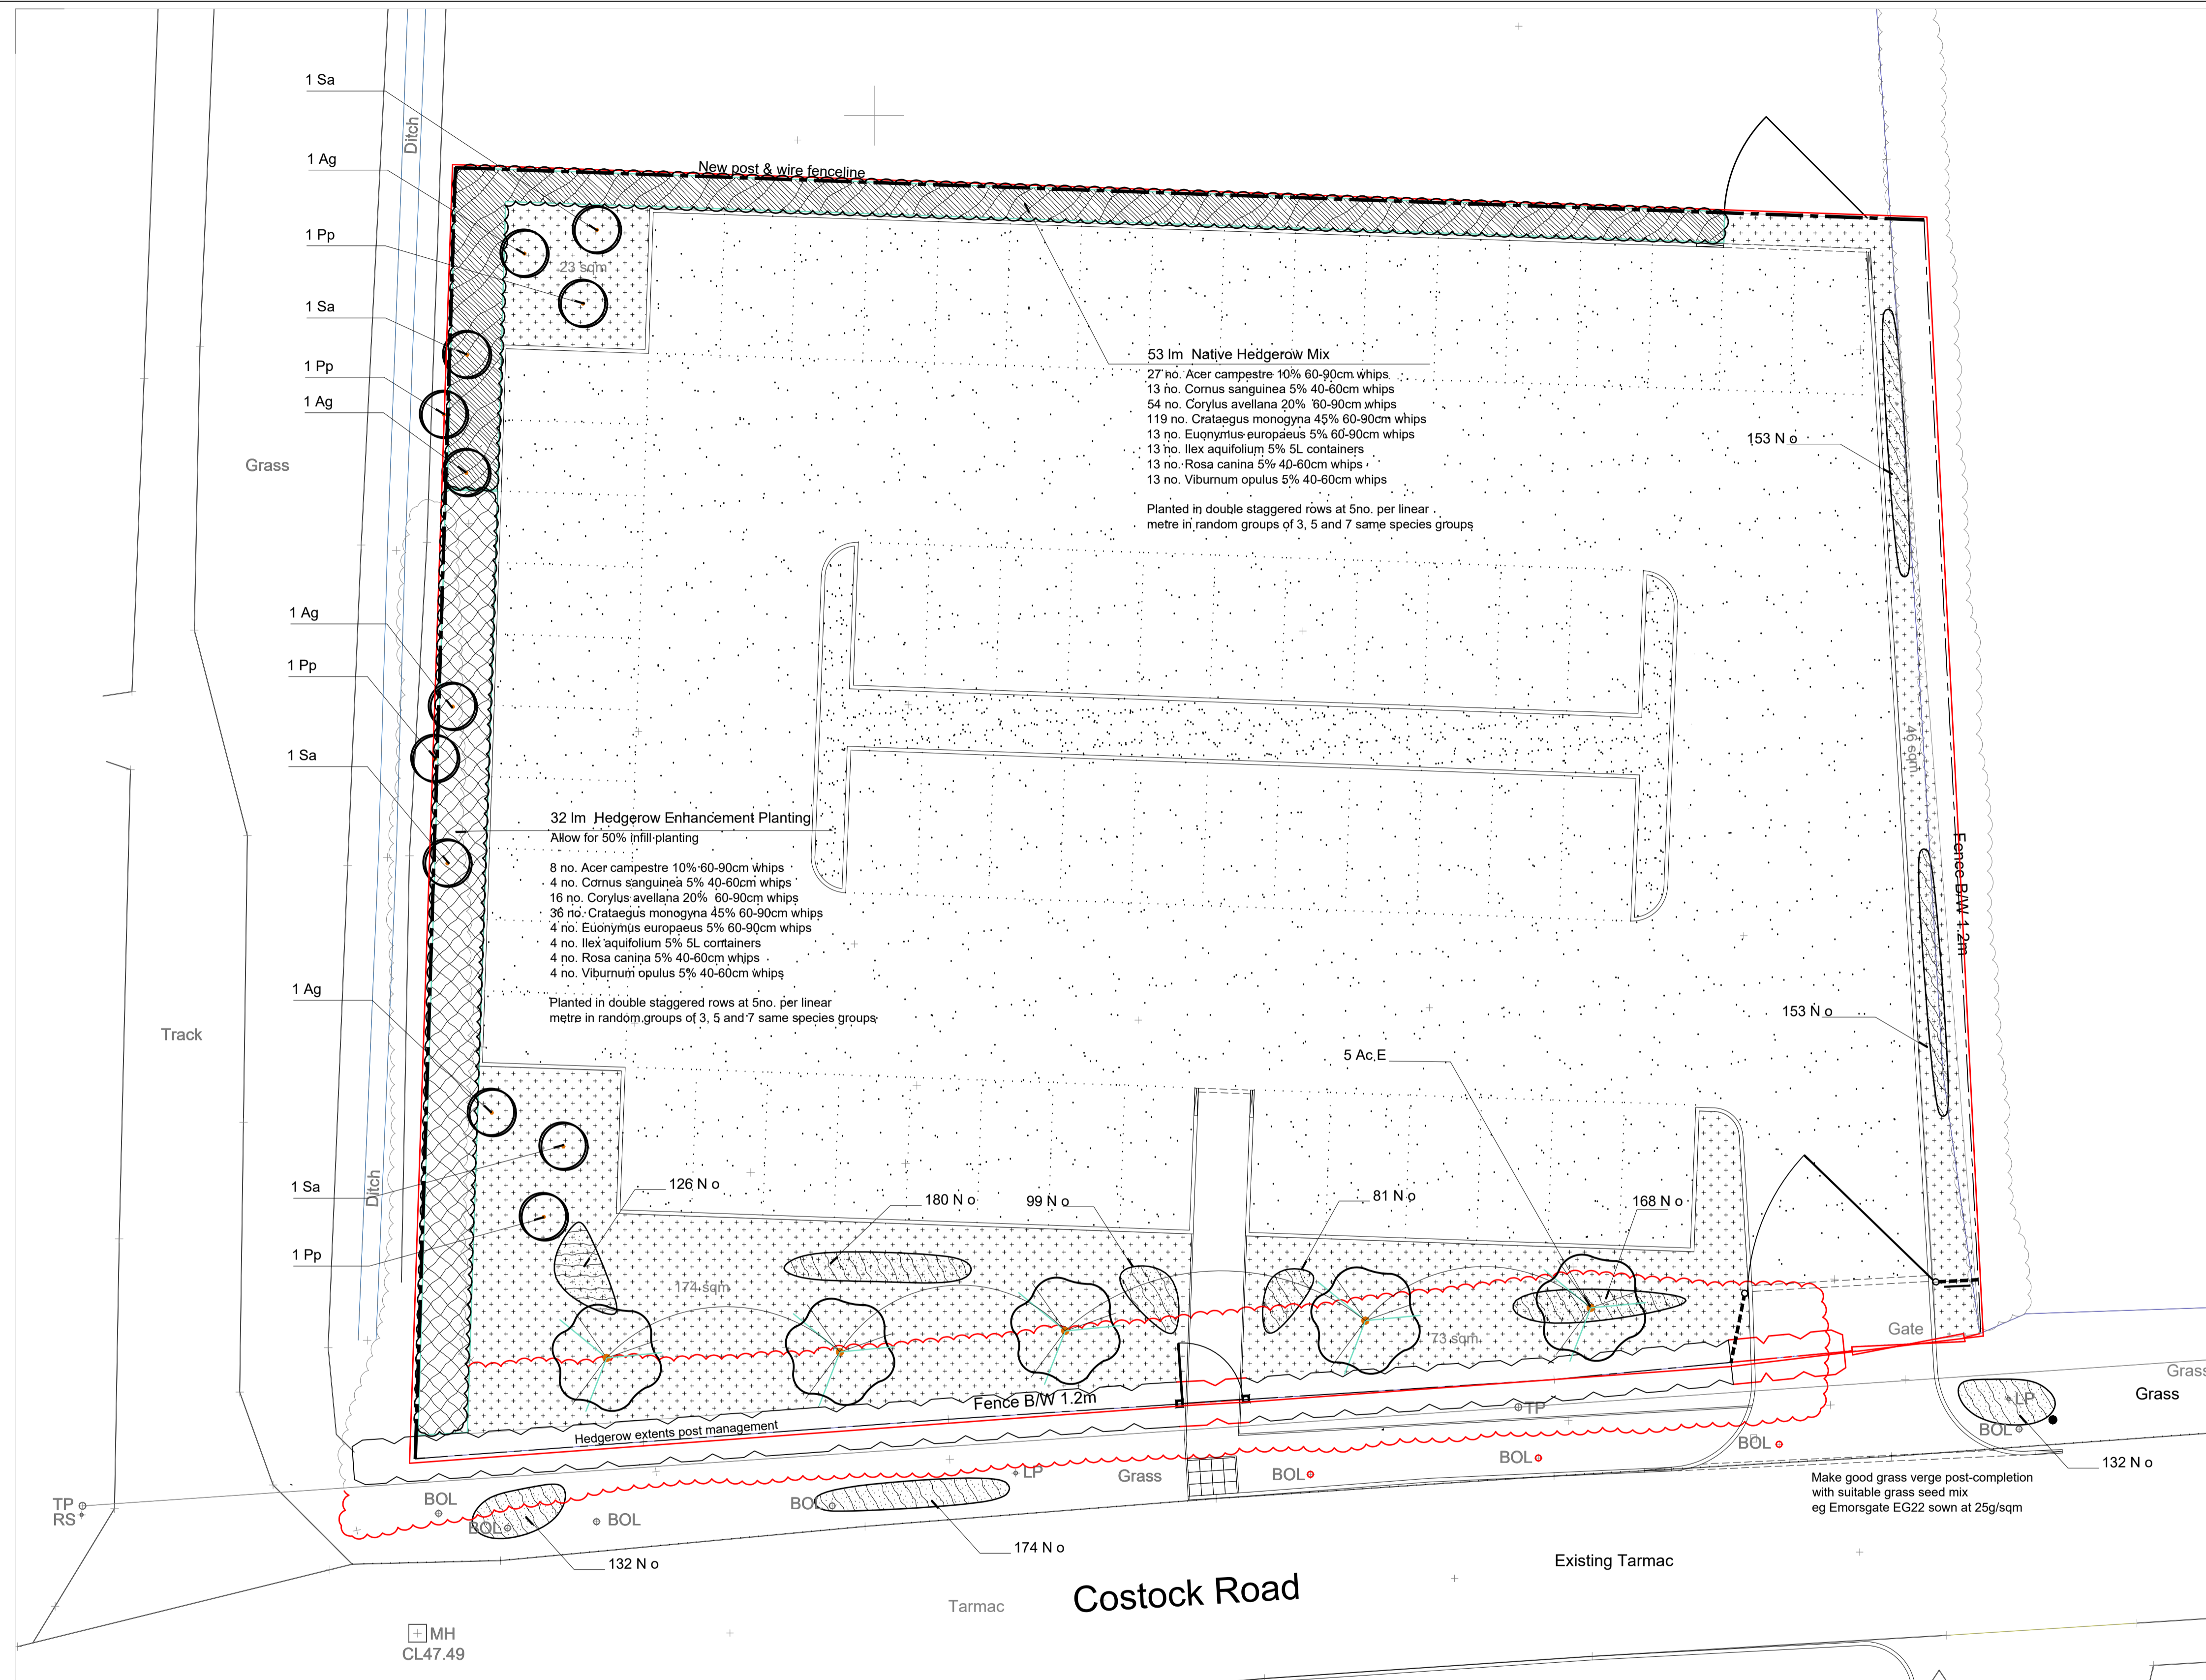 1 Sa
Ditch
1 Ag
New post & wire fenceline
1 Pp
23 sqm
1 Sa
1 Pp
1 Ag
Grass
53 lm  Native Hedgerow Mix
27 no. Acer campestre 10% 60-90cm whips
13 no. Cornus sanguinea 5% 40-60cm whips
54 no. Corylus avellana 20%  60-90cm whips
119 no. Crataegus monogyna 45% 60-90cm whips
13 no. Euonymus europaeus 5% 60-90cm whips
13 no. Ilex aquifolium 5% 5L containers
13 no. Rosa canina 5% 40-60cm whips
13 no. Viburnum opulus 5% 40-60cm whips
Planted in double staggered rows at 5no. per linear
metre in random groups of 3, 5 and 7 same species groups
153 N o
1 Ag
1 Pp
1 Sa
46 sqm
Fence B/W 1.2m
32 lm  Hedgerow Enhancement Planting
Allow for 50% infill planting
8 no. Acer campestre 10% 60-90cm whips
4 no. Cornus sanguinea 5% 40-60cm whips
16 no. Corylus avellana 20%  60-90cm whips
36 no. Crataegus monogyna 45% 60-90cm whips
4 no. Euonymus europaeus 5% 60-90cm whips
4 no. Ilex aquifolium 5% 5L containers
4 no. Rosa canina 5% 40-60cm whips
4 no. Viburnum opulus 5% 40-60cm whips
Planted in double staggered rows at 5no. per linear
metre in random groups of 3, 5 and 7 same species groups
1 Ag
Track
153 N o
5 Ac.E
Ditch
1 Sa
126 N o
180 N o
99 N o
81 N o
168 N o
1 Pp
174 sqm
73 sqm
Gate
Grass
Grass
Fence B/W 1.2m
Hedgerow extents post management
TP
LP
BOL
BOL
BOL
BOL
132 N o
LP
Grass
BOL
BOL
BOL
BOL
TP
RS
Make good grass verge post-completion
with suitable grass seed mix
eg Emorsgate EG22 sown at 25g/sqm
132 N o
174 N o
Existing Tarmac
Costock Road
Tarmac
MH
CL47.49